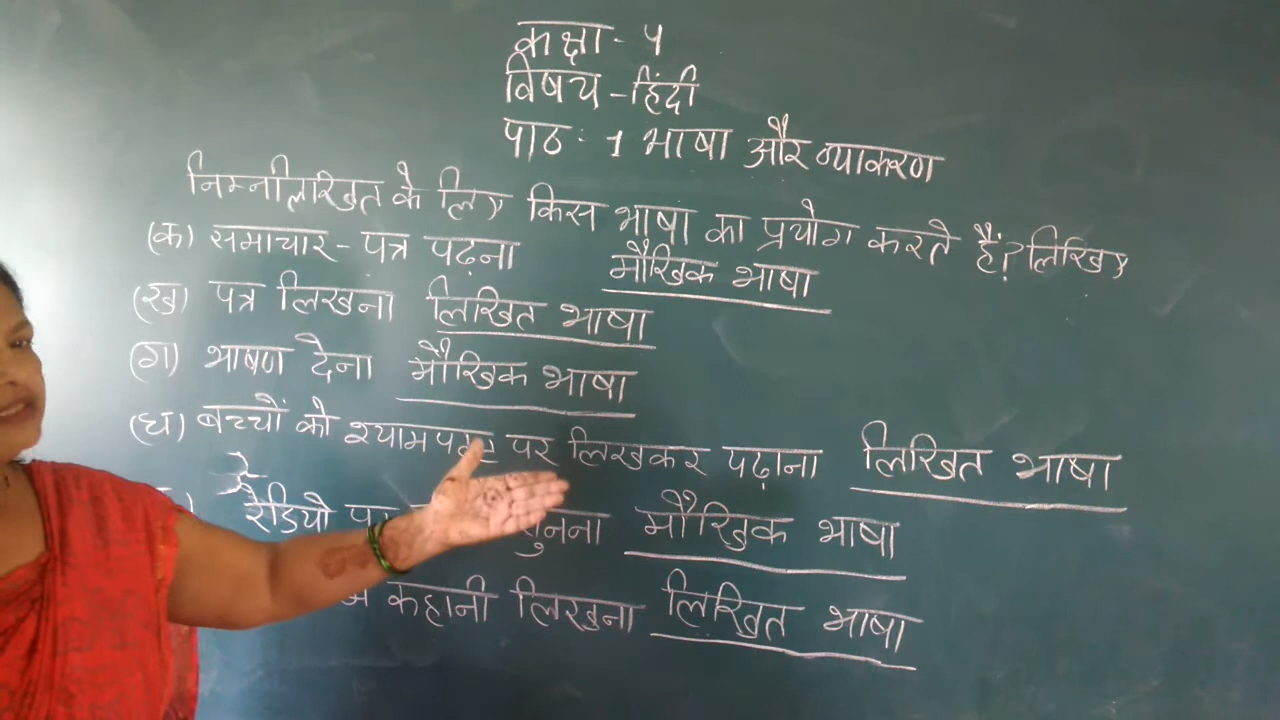 कक्षा - ५
विषय - हिंदी
पाठ : 1 भाषा और व्याकरण
निम्नलिखित के लिए किस भाषा का प्रयोग करते हैं? लिखिए
(क) समाचार - पत्र पढ़ना मौखिक भाषा
(ख) पत्र लिखना लिखित भाषा
(ग) भाषण देना मौखिक भाषा
(घ) बच्चों को श्यामपट्ट पर लिखकर पढ़ाना लिखित भाषा
रेडियो पर सुनना मौखिक भाषा
कहानी लिखना लिखित भाषा